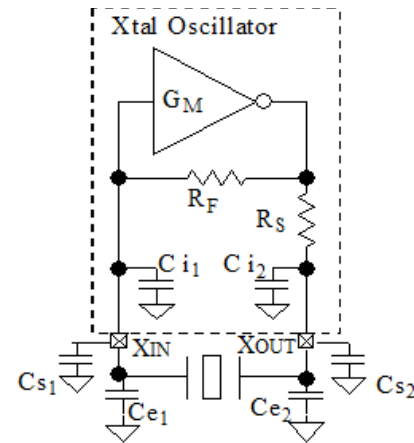 Xtal Oscillator
GM
RF
RS
Ci1 Ci2
XIN XOUT
Cs1 Cs2
Ce1 Ce2